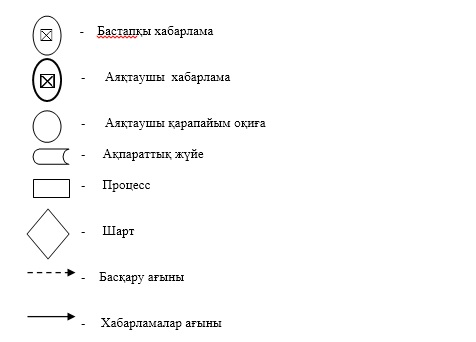 - Бастапқы хабарлама
- Аяқтаушы хабарлама
- Аяқтаушы қарапайым оқиға
- Ақпараттық жүйе
- Процесс
- Шарт
- Басқару ағыны
- Хабарламалар ағыны